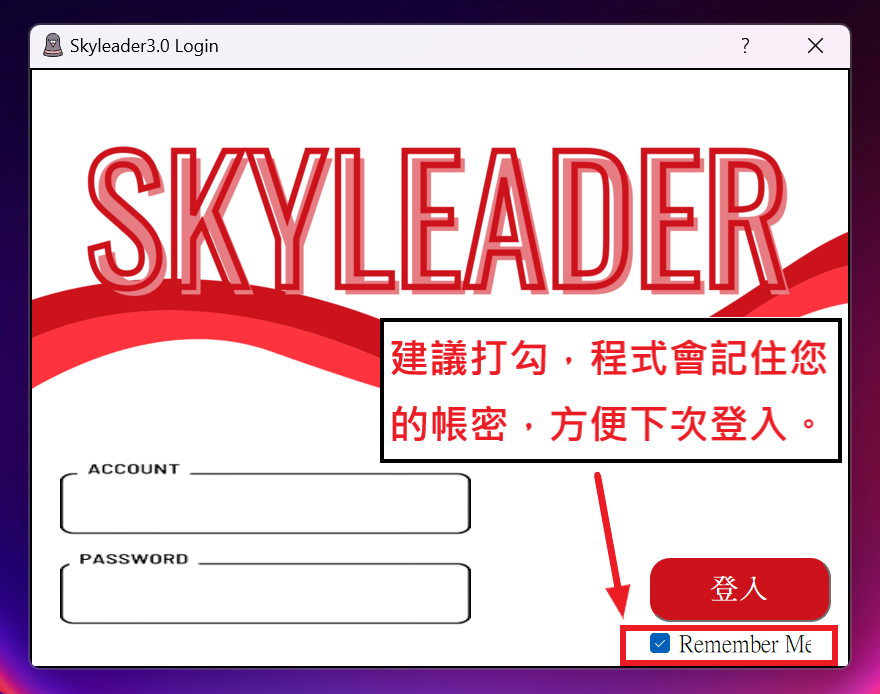 Skyleader3.0 Login
?
SKYLEADER
建議打勾，程式會記住您
的帳密，方便下次登入。
ACCOUNT
PASSWORD
登入
Remember Me